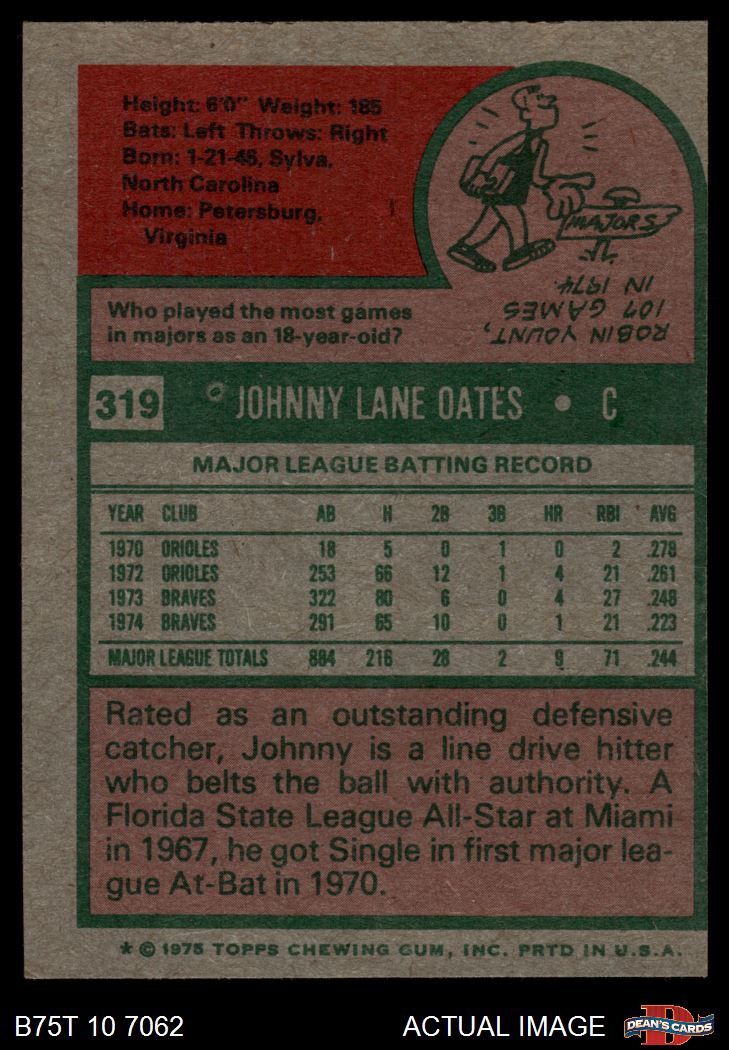 Height: 6'0" Weight: 185
Bats: Left Throws: Right
Born: 1-21-46, Sylva,
North Carolina
Home: Petersburg,
Virginia
MAJORS
Who played the most games
in majors as an 18-year-old?
ROBIN YOUNT,
107 GAMES
IN 1974.
319 JOHNNY LANE OATES • C
MAJOR LEAGUE BATTING RECORD
YEAR CLUB AB H 2B 3B HR RBI AVG
1970 ORIOLES 18 5 0 1 0 2 .278
1972 ORIOLES 253 66 12 1 4 21 .261
1973 BRAVES 322 80 6 0 4 27 .248
1974 BRAVES 291 65 10 0 1 21 .223
MAJOR LEAGUE TOTALS 884 216 28 2 9 71 .244
Rated as an outstanding defensive
catcher, Johnny is a line drive hitter
who belts the ball with authority. A
Florida State League All-Star at Miami
in 1967, he got Single in first major lea-
gue At-Bat in 1970.
* © 1975 TOPPS CHEWING GUM, INC. PRTD IN U.S.A.
B75T 10 7062 ACTUAL IMAGE DEAN'S CARDS